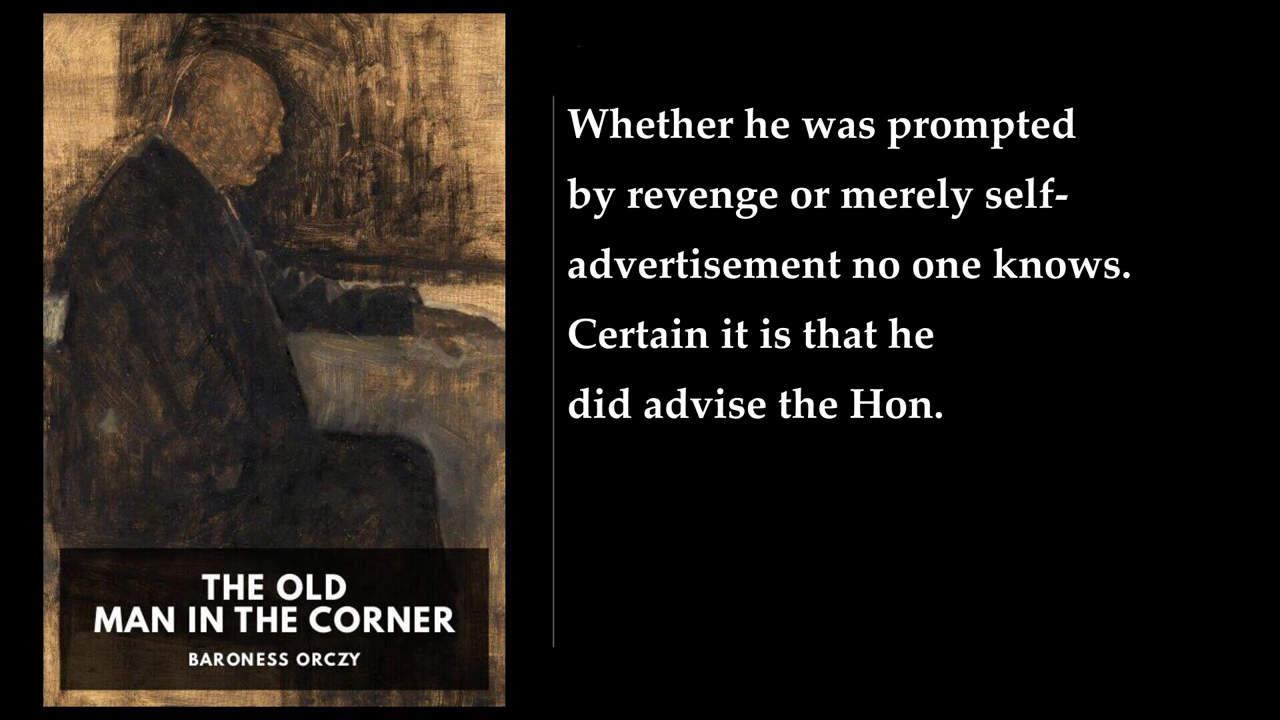 THE OLD
MAN IN THE CORNER
BARONESS ORCZY
Whether he was prompted
by revenge or merely self-
advertisement no one knows.
Certain it is that he
did advise the Hon.